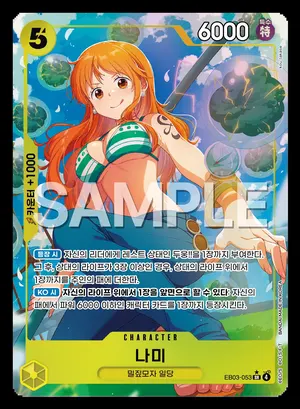 5
6000
특수
特
카운터 +1000
SAMPLE
등장 시 자신의 리더에게 레스트 상태인 두웅!!을 1장까지 부여한다.
그 후, 상대의 라이프가 3장 이상인 경우, 상대의 라이프 위에서
1장까지를 주인의 패에 더한다.
KO 시 자신의 라이프 위에서 1장을 앞면으로 할 수 있다: 자신의
패에서 파워 6000 이하인 캐릭터 카드를 1장까지 등장시킨다.
CHARACTER
나미
밀짚모자 일당
EB03-053